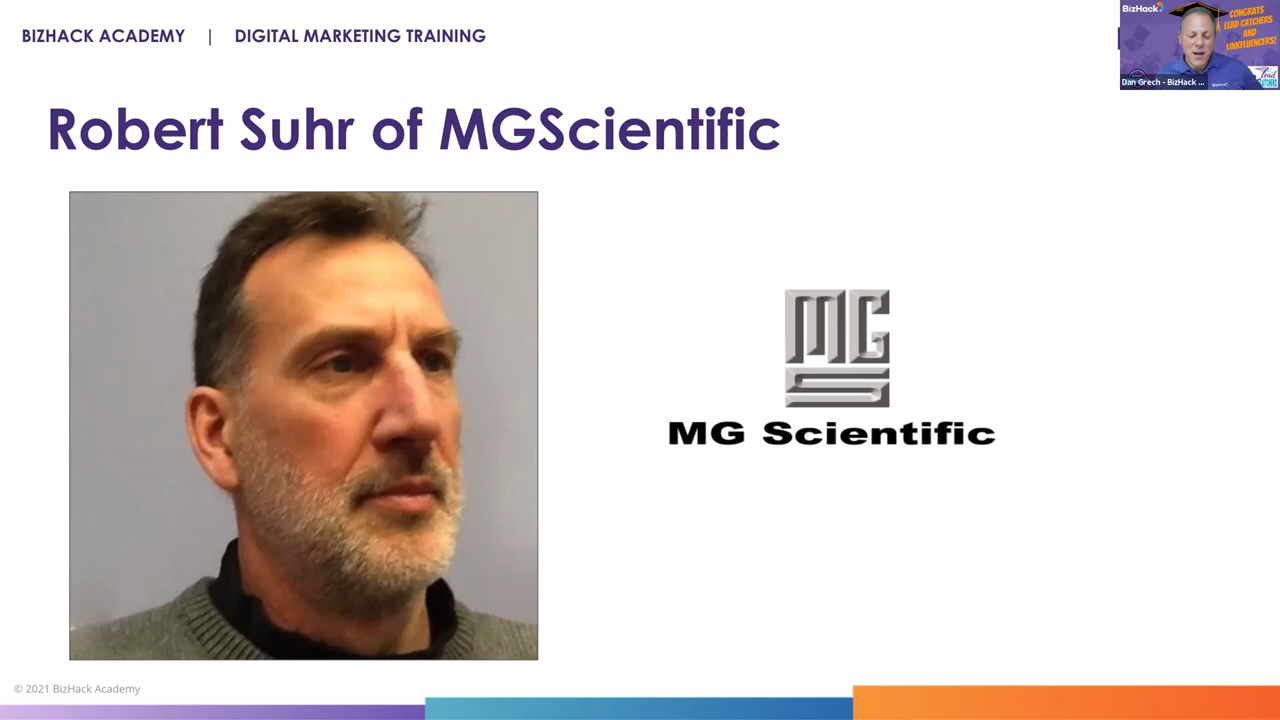 BIZHACK ACADEMY | DIGITAL MARKETING TRAINING
BizHack
CONGRATS
LEAD CATCHERS
AND
LINKFLUENCERS!
Dan Grech - BizHack ...
Robert Suhr of MGScientific
MGS
MG Scientific
© 2021 BizHack Academy